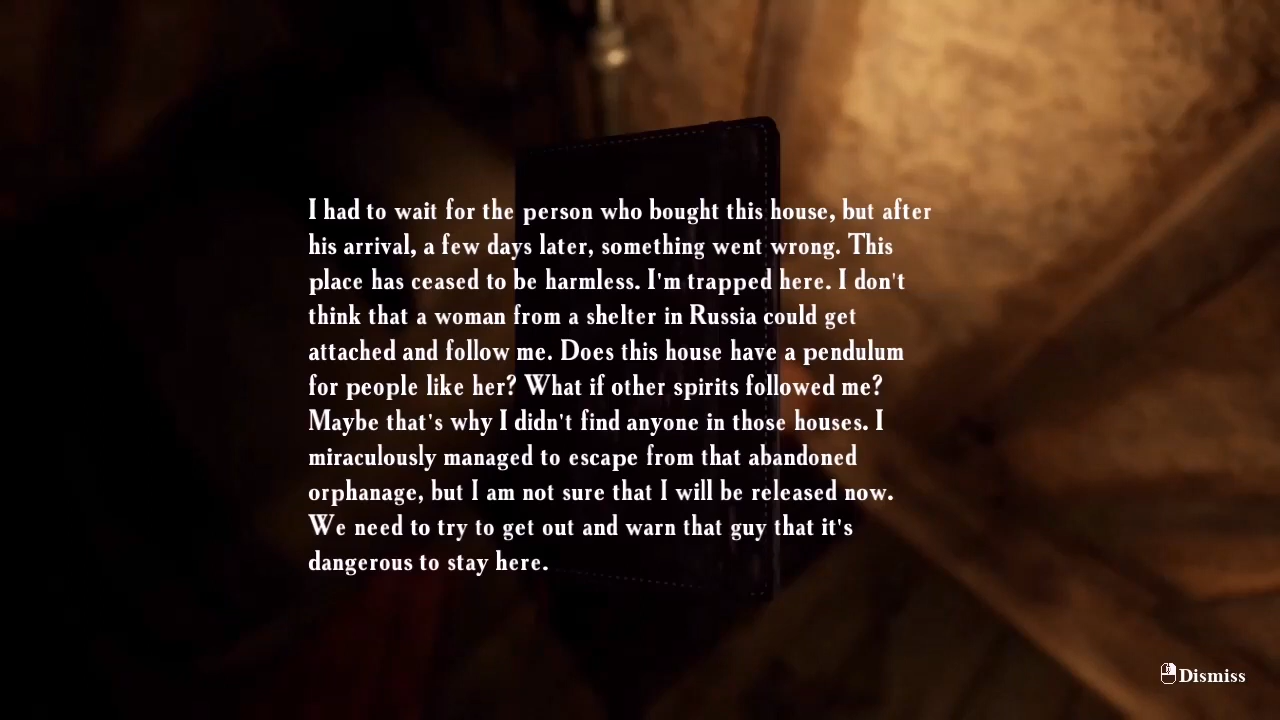 I had to wait for the person who bought this house, but after
his arrival, a few days later, something went wrong. This
place has ceased to be harmless. I'm trapped here. I don't
think that a woman from a shelter in Russia could get
attached and follow me. Does this house have a pendulum
for people like her? What if other spirits followed me?
Maybe that's why I didn't find anyone in those houses. I
miraculously managed to escape from that abandoned
orphanage, but I am not sure that I will be released now.
We need to try to get out and warn that guy that it's
dangerous to stay here.
Dismiss